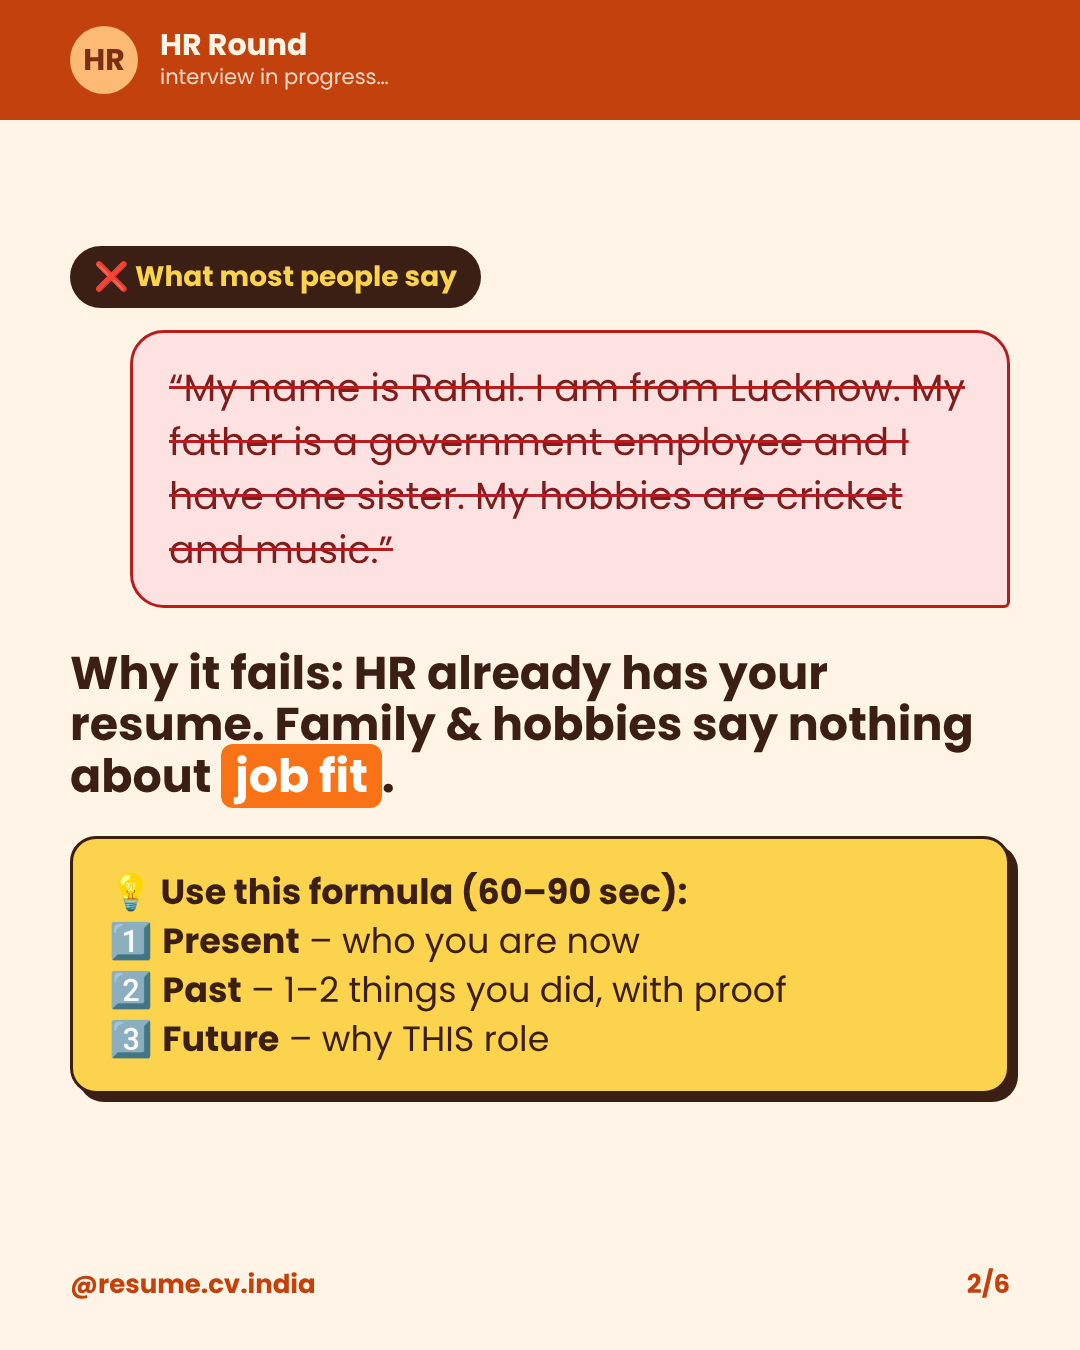 HR
HR Round
interview in progress...
❌ What most people say
“My name is Rahul. I am from Lucknow. My
father is a government employee and I
have one sister. My hobbies are cricket
and music.”
Why it fails: HR already has your
resume. Family & hobbies say nothing
about job fit.
💡 Use this formula (60–90 sec):
1️⃣ Present – who you are now
2️⃣ Past – 1–2 things you did, with proof
3️⃣ Future – why THIS role
@resume.cv.india
2/6